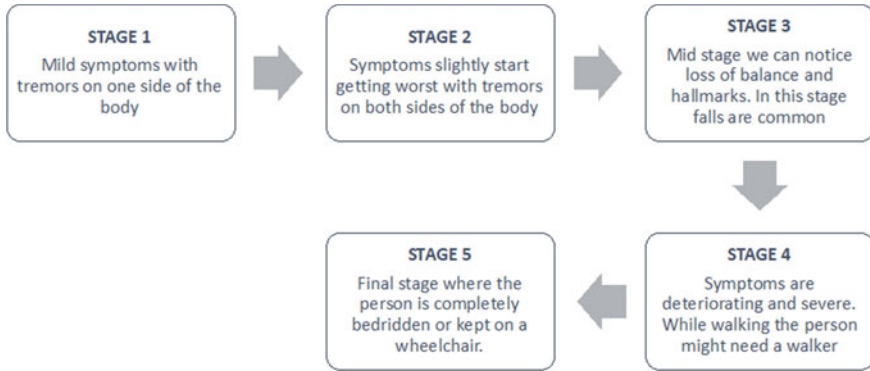 STAGE 1
Mild symptoms with
tremors on one side of the
body
STAGE 2
Symptoms slightly start
getting worst with tremors
on both sides of the body
STAGE 3
Mid stage we can notice
loss of balance and
hallmarks. In this stage
falls are common
STAGE 4
Symptoms are
deteriorating and severe.
While walking the person
might need a walker
STAGE 5
Final stage where the
person is completely
bedridden or kept on a
wheelchair.